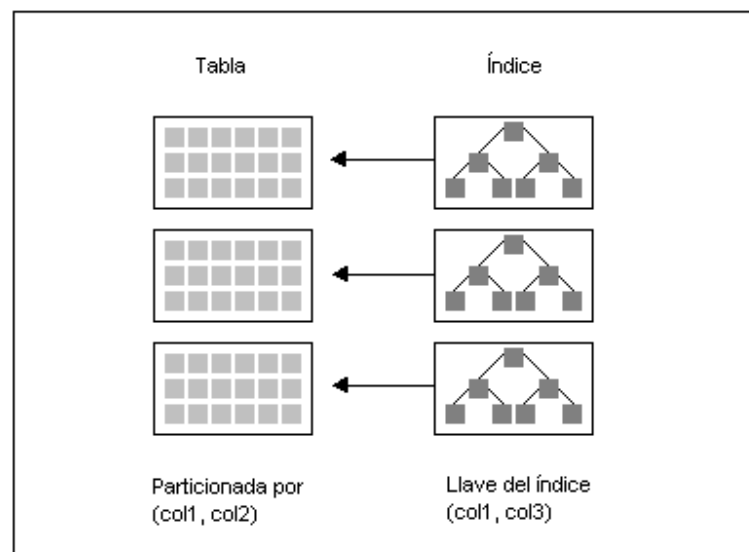 Tabla
Índice
Particionada por
(col1, col2)
Llave del índice
(col1, col3)